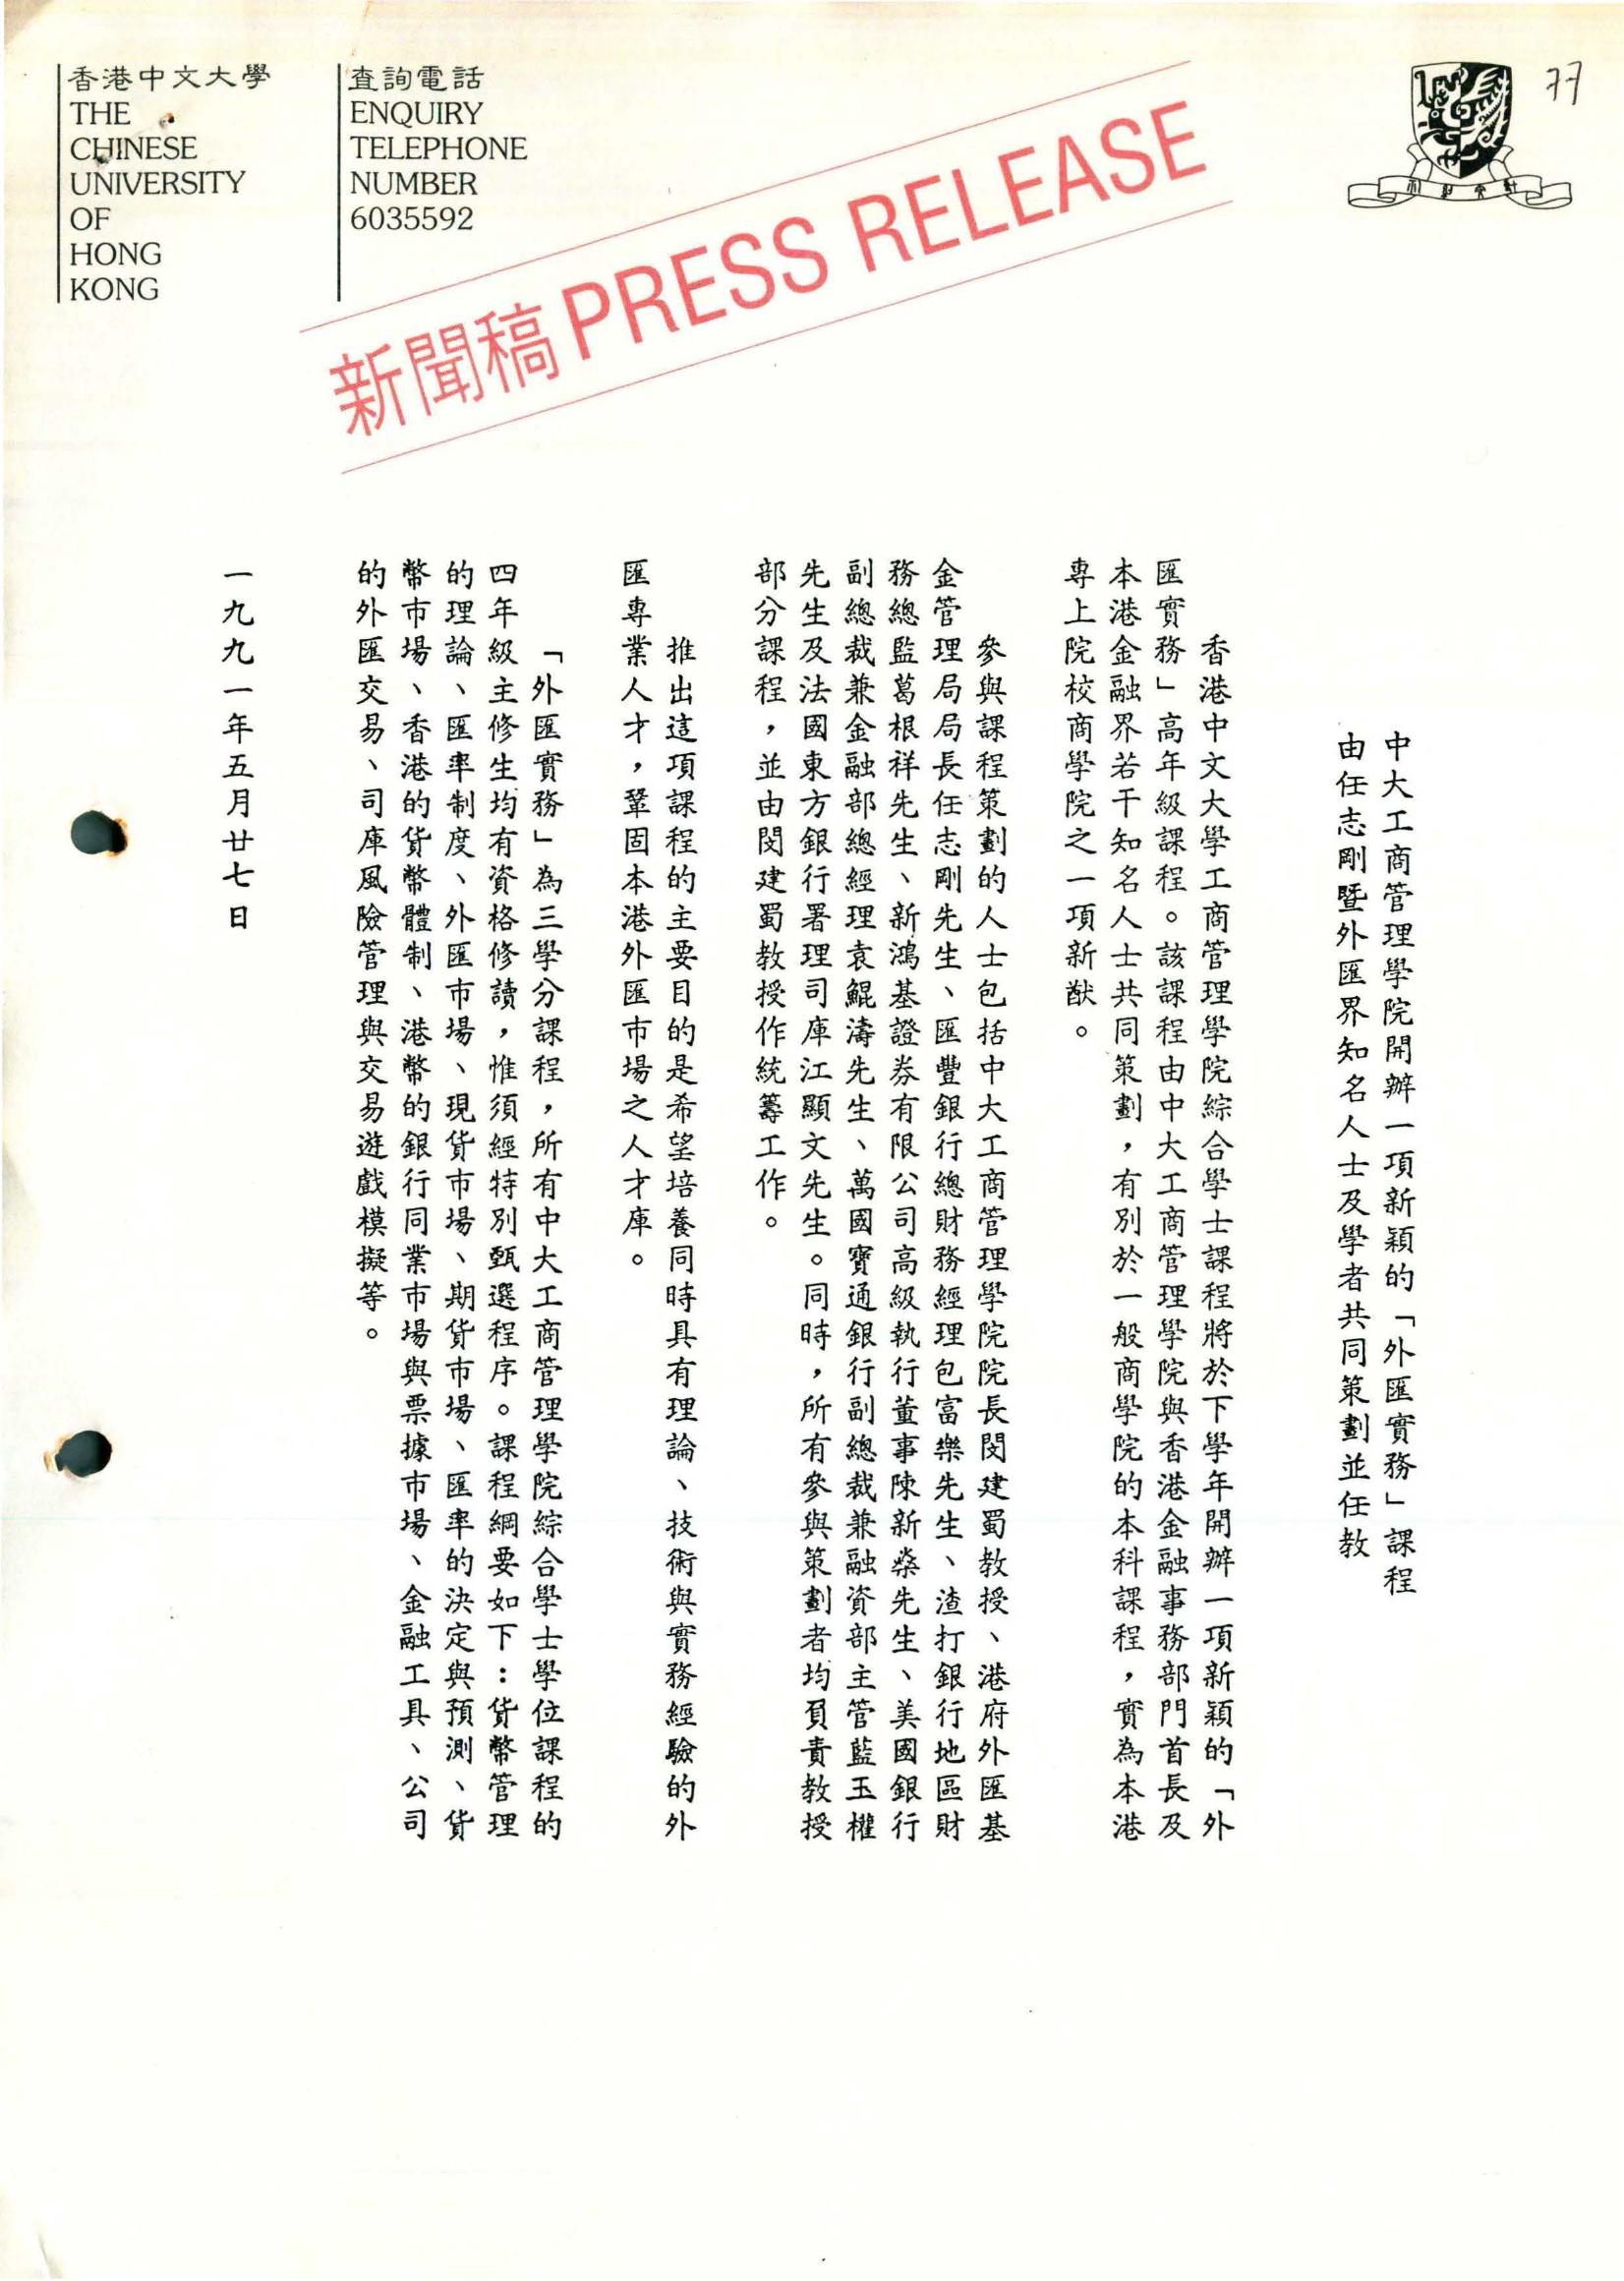 香港中文大學
THE
CHINESE
UNIVERSITY
OF
HONG
KONG
查詢電話
ENQUIRY
TELEPHONE
NUMBER
6035592
新聞稿 PRESS RELEASE
77
中大工商管理學院開辦一項新穎的「外匯實務」課程
由任志剛暨外匯界知名人士及學者共同策劃並任教
香港中文大學工商管理學院綜合學士課程將於下學年開辦一項新穎的「外
匯實務」高年級課程。該課程由中大工商管理學院與香港金融事務部門首長及
本港金融界若干知名人士共同策劃，有別於一般商學院的本科課程，實為本港
專上院校商學院之一項新猷。
參與課程策劃的人士包括中大工商管理學院院長閔建蜀教授、港府外匯基
金管理局局長任志剛先生、匯豐銀行總財務經理包富樂先生、渣打銀行地區財
務總監葛根祥先生、新鴻基證券有限公司高級執行董事陳新燊先生、美國銀行
副總裁兼金融部總經理袁鯤濤先生、萬國寶通銀行副總裁兼融資部主管藍玉權
先生及法國東方銀行署理司庫江顯文先生。同時，所有參與策劃者均負責教授
部分課程，並由閔建蜀教授作統籌工作。
推出這項課程的主要目的是希望培養同時具有理論、技術與實務經驗的外
匯專業人才，鞏固本港外匯市場之人才庫。
「外匯實務」為三學分課程，所有中大工商管理學院綜合學士學位課程的
四年級主修生均有資格修讀，惟須經特別甄選程序。課程綱要如下：貨幣管理
的理論、匯率制度、外匯市場、現貨市場、期貨市場、匯率的決定與預測、貨
幣市場、香港的貨幣體制、港幣的銀行同業市場與票據市場、金融工具、公司
的外匯交易、司庫風險管理與交易遊戲模擬等。
一九九一年五月廿七日